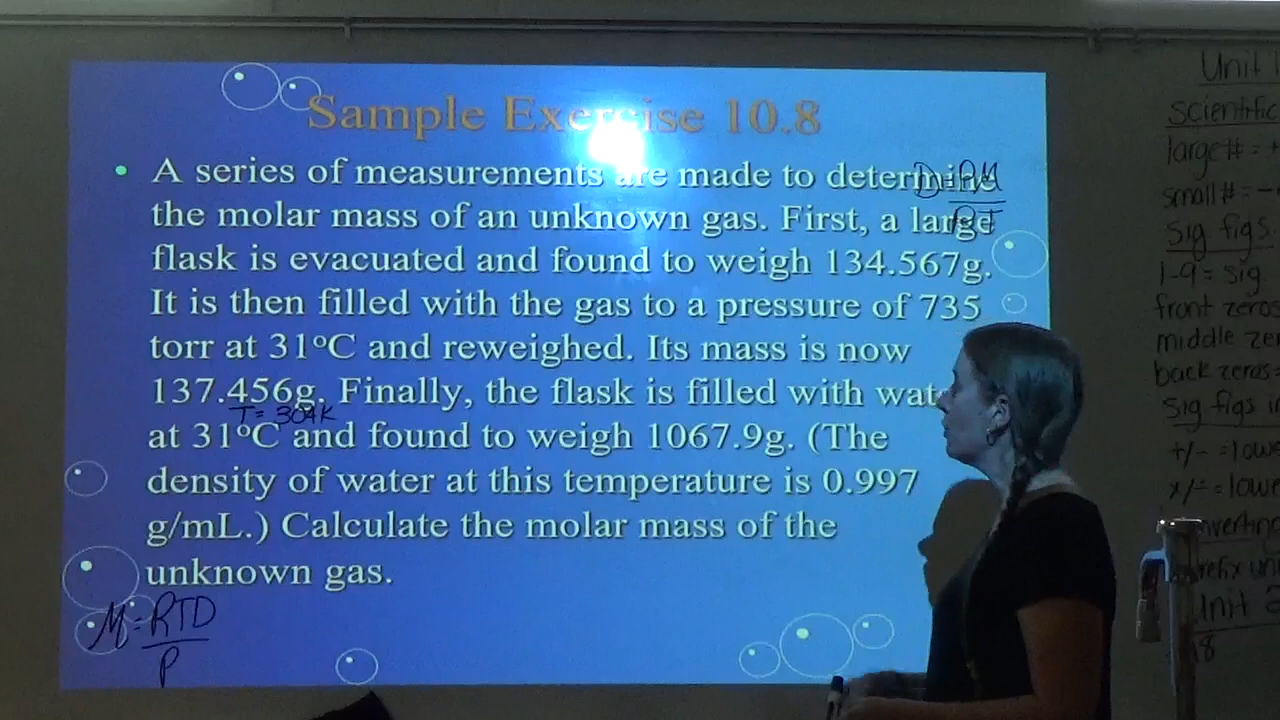 Sample Exercise 10.8
• A series of measurements are made to determine
the molar mass of an unknown gas. First, a large
flask is evacuated and found to weigh 134.567g.
It is then filled with the gas to a pressure of 735
torr at 31°C and reweighed. Its mass is now
137.456g. Finally, the flask is filled with wat
at 31°C and found to weigh 1067.9g. (The
density of water at this temperature is 0.997
g/mL.) Calculate the molar mass of the
unknown gas.
D = PM
RT
T = 304K
M = RTD
P
Unit
scientific
large# =
small# = -
sig figs
1-9 = sig
front zeros
middle ze
back zeros =
sig figs i
+/- = lowe
x/÷ = lowe
nverting
refix un
Unit 2